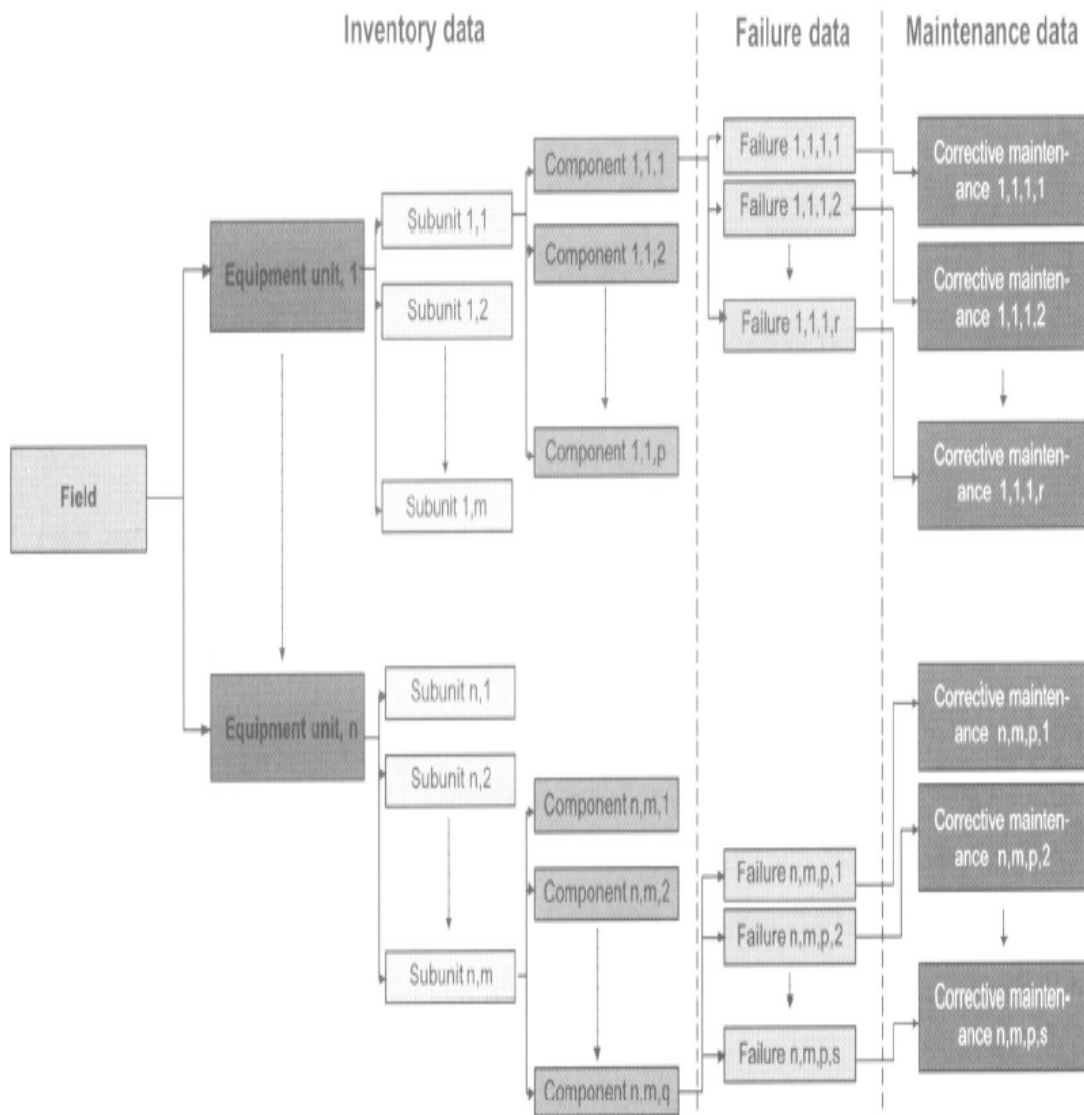 Inventory data
Failure data
Maintenance data
Field
Equipment unit, 1
Equipment unit, n
Subunit 1,1
Subunit 1,2
Subunit 1,m
Subunit n,1
Subunit n,2
Subunit n,m
Component 1,1,1
Component 1,1,2
Component 1,1,p
Component n,m,1
Component n,m,2
Component n,m,q
Failure 1,1,1,1
Failure 1,1,1,2
Failure 1,1,1,r
Failure n,m,p,1
Failure n,m,p,2
Failure n,m,p,s
Corrective mainten-
ance 1,1,1,1
Corrective mainten-
ance 1,1,1,2
Corrective mainten-
ance 1,1,1,r
Corrective mainten-
ance n,m,p,1
Corrective mainten-
ance n,m,p,2
Corrective mainten-
ance n,m,p,s